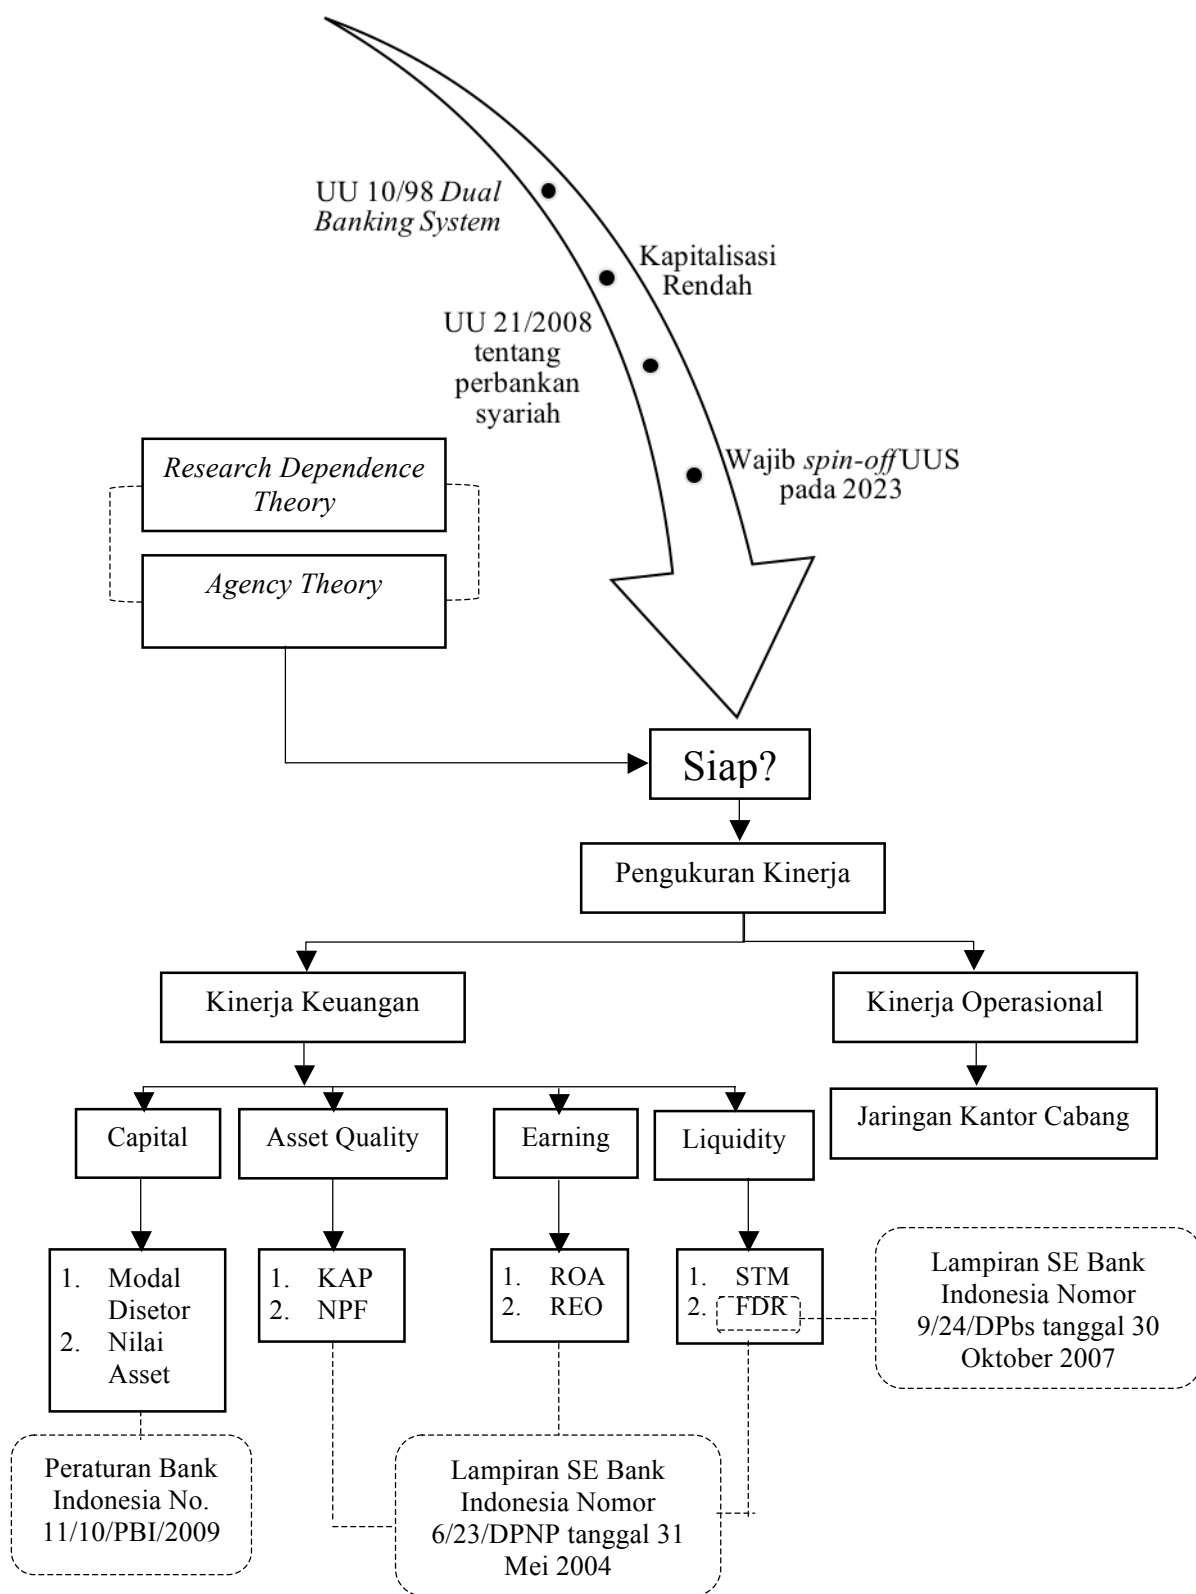 UU 10/98 Dual
Banking System
Kapitalisasi
Rendah
UU 21/2008
tentang
perbankan
syariah
Wajib spin-off UUS
pada 2023
Research Dependence
Theory
Agency Theory
Siap?
Pengukuran Kinerja
Kinerja Keuangan
Kinerja Operasional
Capital
Asset Quality
Earning
Liquidity
Jaringan Kantor Cabang
1. Modal
Disetor
2. Nilai
Asset
1. KAP
2. NPF
1. ROA
2. REO
1. STM
2. FDR
Lampiran SE Bank
Indonesia Nomor
9/24/DPbs tanggal 30
Oktober 2007
Peraturan Bank
Indonesia No.
11/10/PBI/2009
Lampiran SE Bank
Indonesia Nomor
6/23/DPNP tanggal 31
Mei 2004